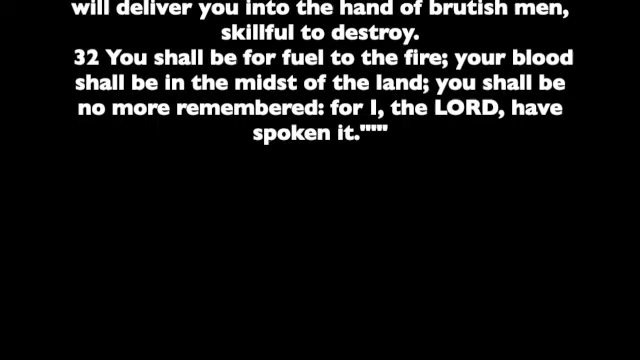 will deliver you into the hand of brutish men,
skillful to destroy.
32 You shall be for fuel to the fire; your blood
shall be in the midst of the land; you shall be
no more remembered: for I, the LORD, have
spoken it."'"